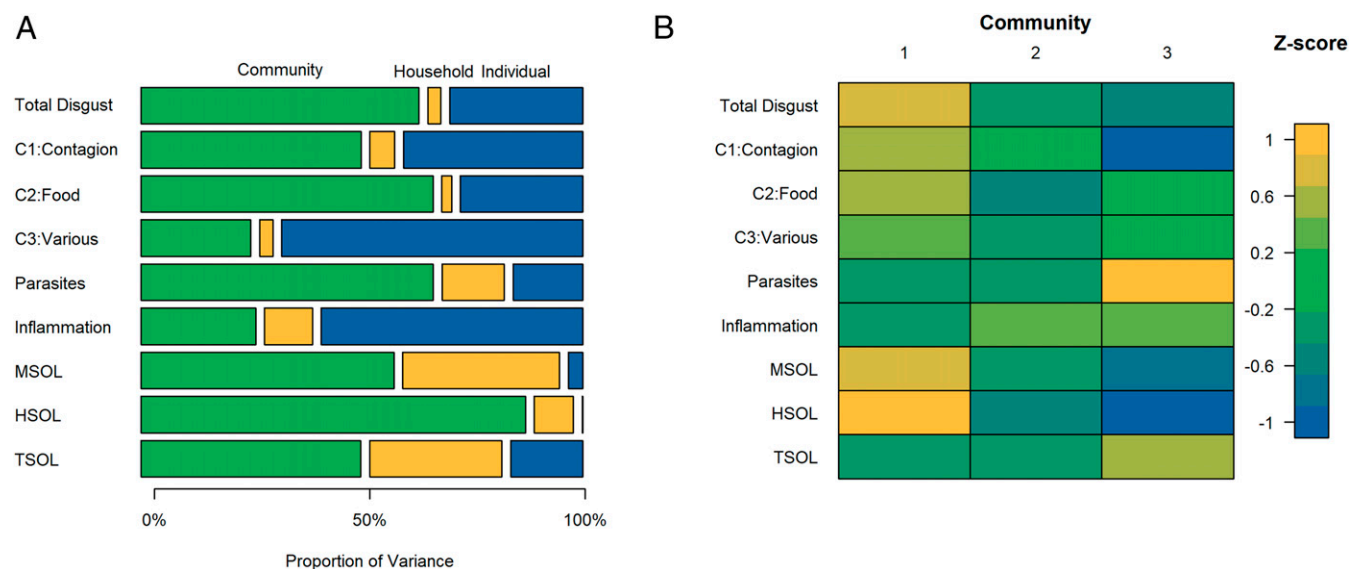 A
Community Household Individual
Total Disgust
C1:Contagion
C2:Food
C3:Various
Parasites
Inflammation
MSOL
HSOL
TSOL
0% 50% 100%
Proportion of Variance
B
Community
1 2 3
Z-score
Total Disgust
C1:Contagion
C2:Food
C3:Various
Parasites
Inflammation
MSOL
HSOL
TSOL
1
0.6
0.2
-0.2
-0.6
-1